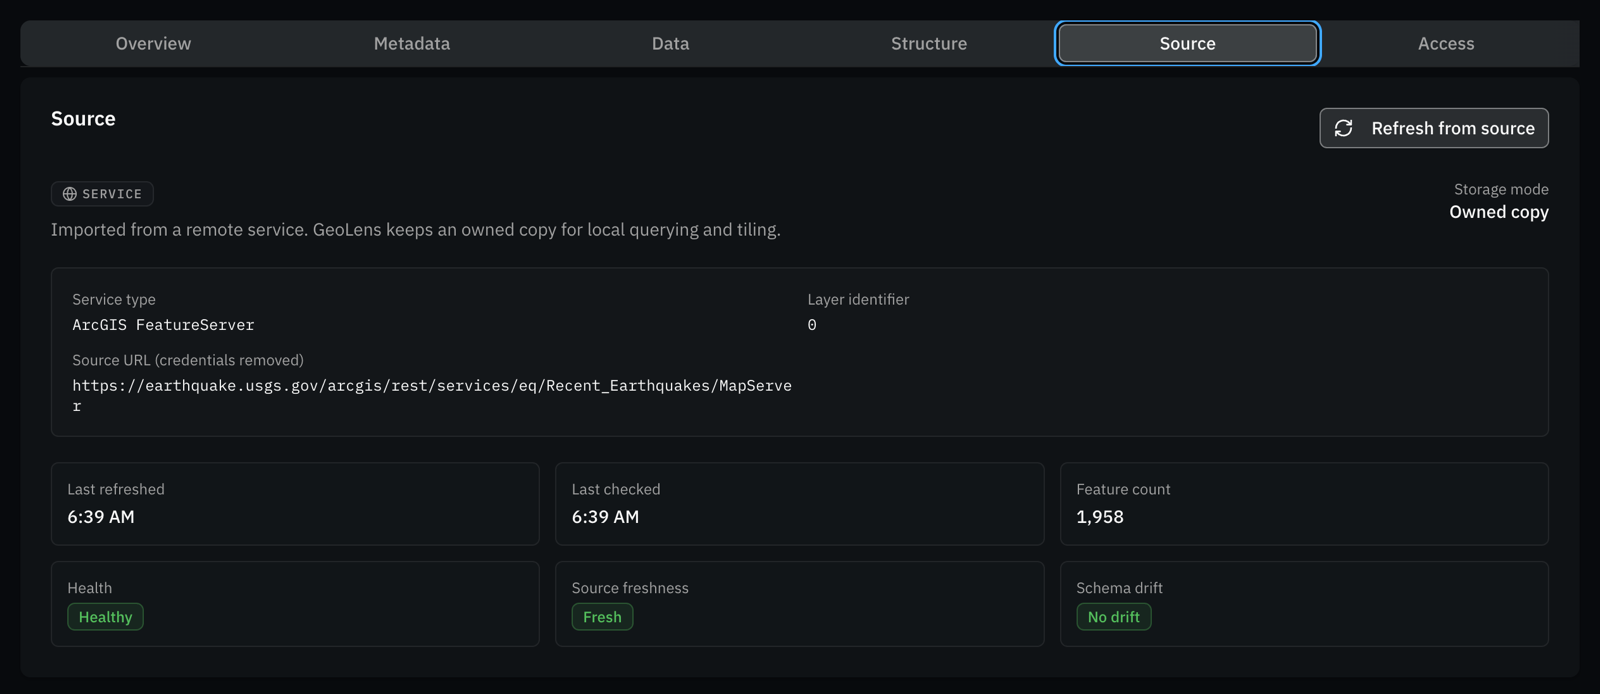 Overview
Metadata
Data
Structure
Source
Access
Source
Refresh from source
SERVICE
Storage mode
Owned copy
Imported from a remote service. GeoLens keeps an owned copy for local querying and tiling.
Service type
ArcGIS FeatureServer
Layer identifier
0
Source URL (credentials removed)
https://earthquake.usgs.gov/arcgis/rest/services/eq/Recent_Earthquakes/MapServe
r
Last refreshed
6:39 AM
Last checked
6:39 AM
Feature count
1,958
Health
Healthy
Source freshness
Fresh
Schema drift
No drift